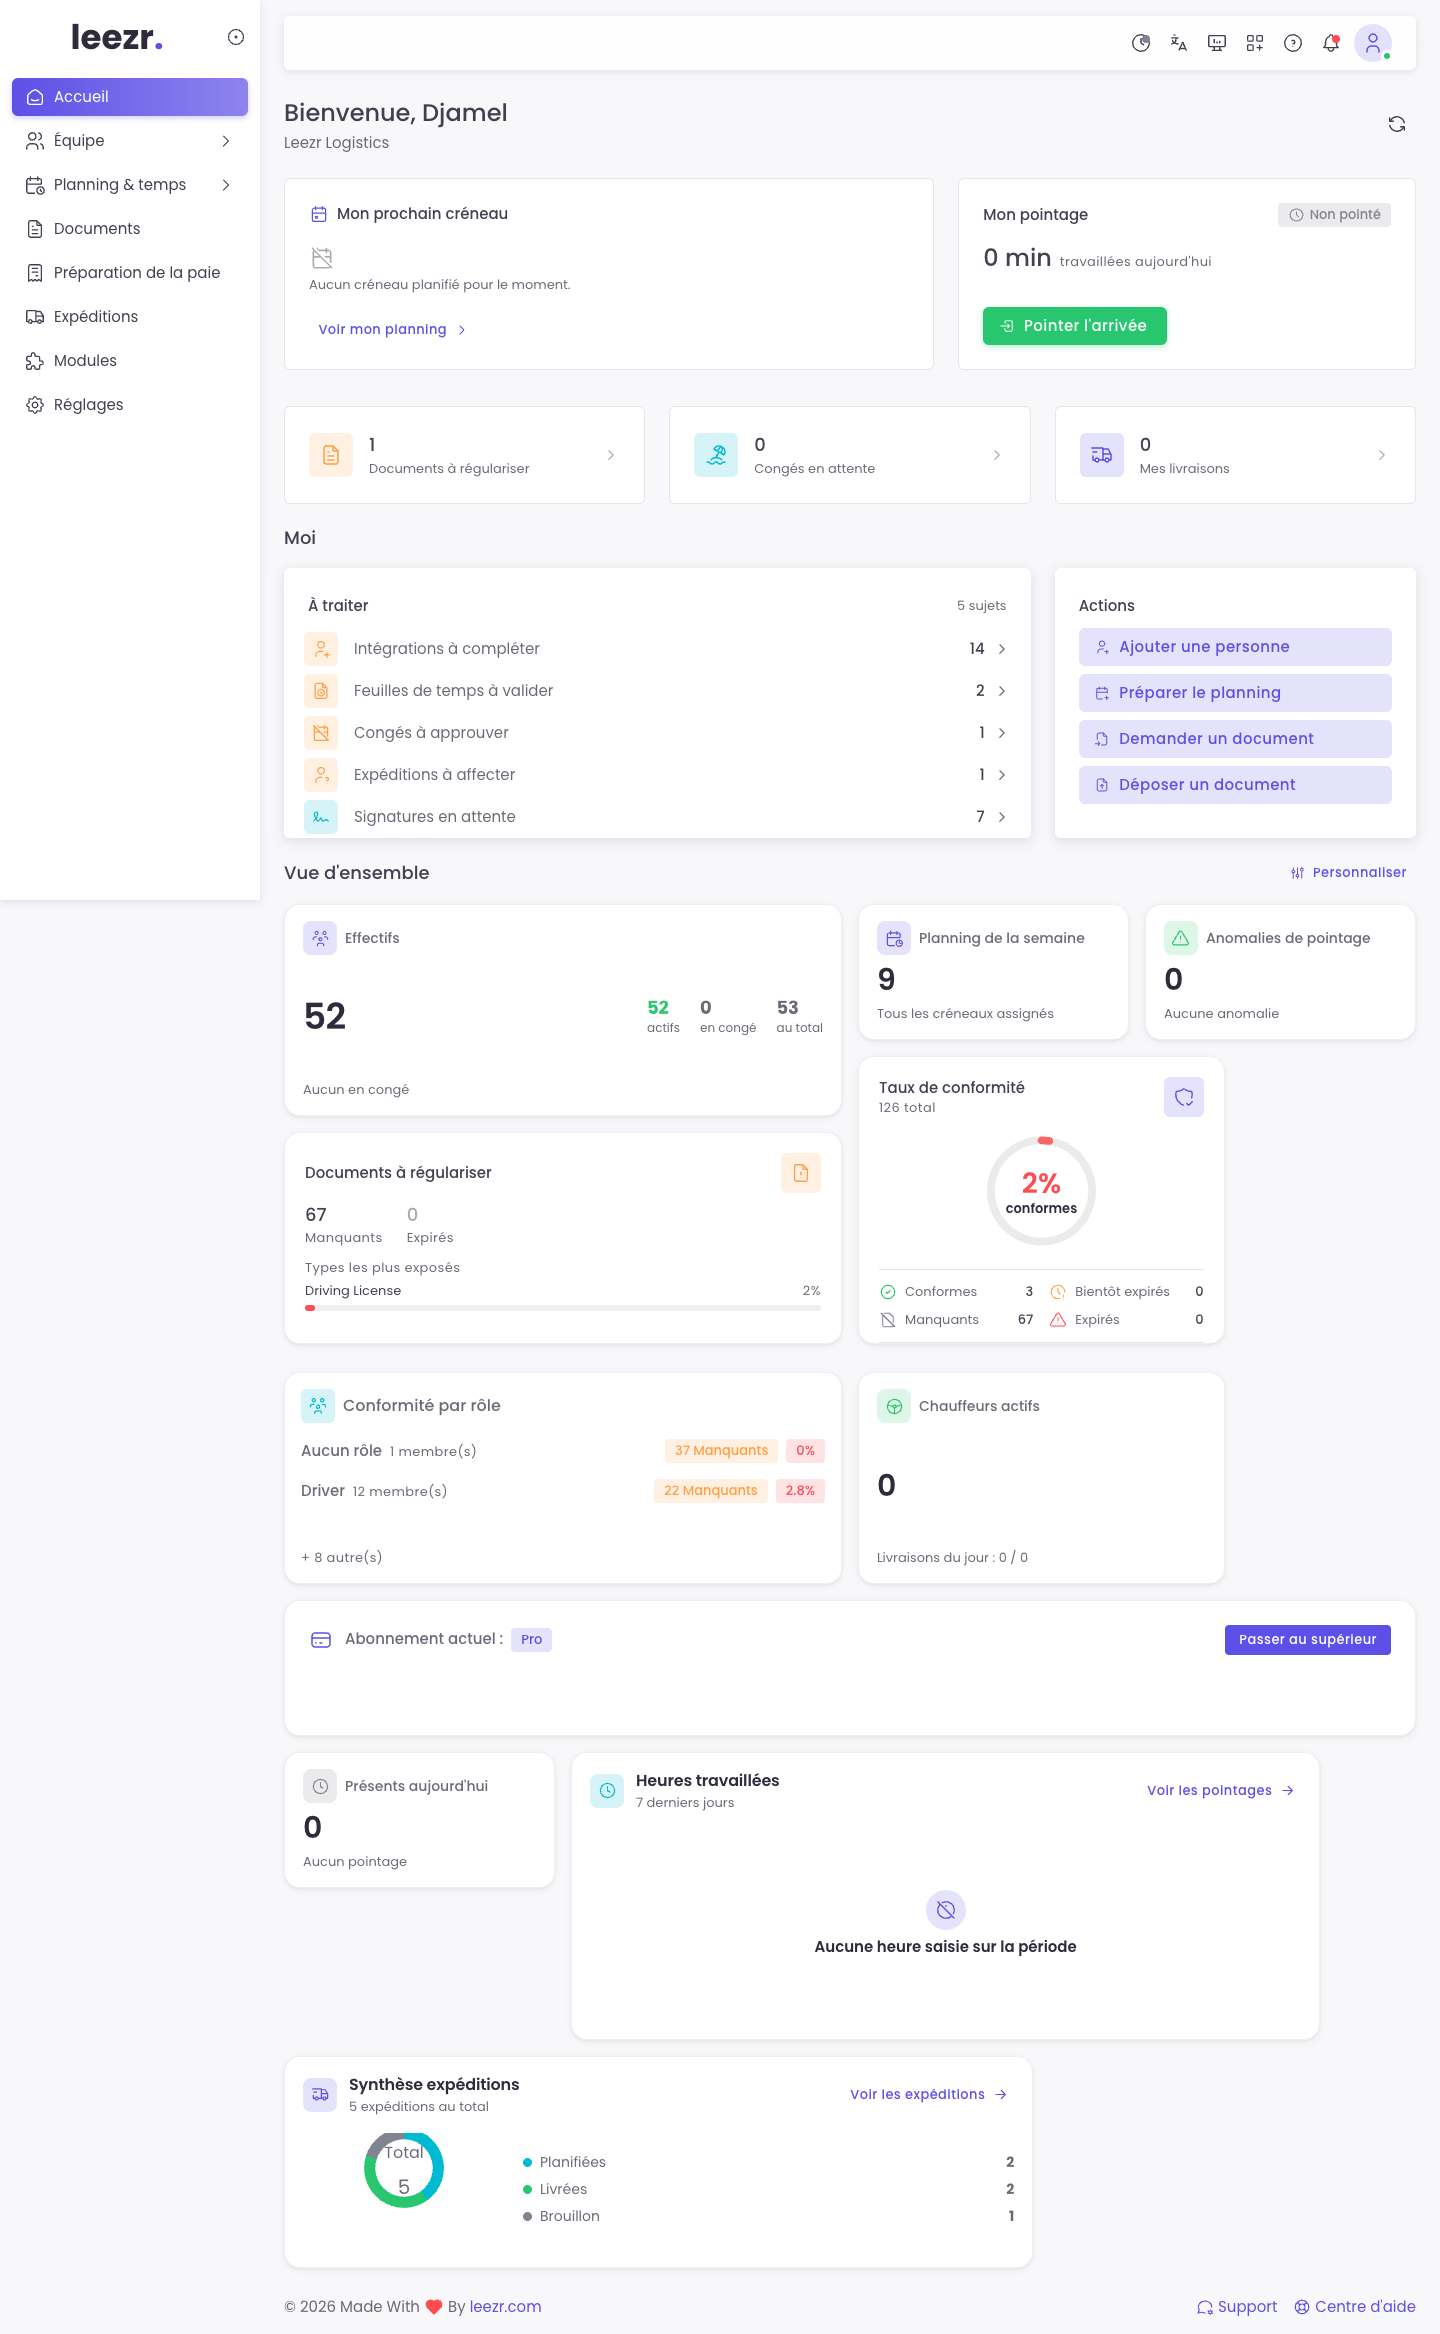 leezr.
Accueil
Équipe
Planning & temps
Documents
Préparation de la paie
Expéditions
Modules
Réglages
Bienvenue, Djamel
Leezr Logistics
Mon prochain créneau
Aucun créneau planifié pour le moment.
Voir mon planning
Mon pointage
Non pointé
0 min travaillées aujourd'hui
Pointer l'arrivée
1
Documents à régulariser
0
Congés en attente
0
Mes livraisons
Moi
À traiter
5 sujets
Intégrations à compléter 14
Feuilles de temps à valider 2
Congés à approuver 1
Expéditions à affecter 1
Signatures en attente 7
Actions
Ajouter une personne
Préparer le planning
Demander un document
Déposer un document
Vue d'ensemble
Personnaliser
Effectifs
52
52 0 53
actifs en congé au total
Aucun en congé
Planning de la semaine
9
Tous les créneaux assignés
Anomalies de pointage
0
Aucune anomalie
Taux de conformité
126 total
2%
conformes
Conformes 3 Bientôt expirés 0
Manquants 67 Expirés 0
Documents à régulariser
67 0
Manquants Expirés
Types les plus exposés
Driving License 2%
Conformité par rôle
Aucun rôle 1 membre(s) 37 Manquants 0%
Driver 12 membre(s) 22 Manquants 2.8%
+ 8 autre(s)
Chauffeurs actifs
0
Livraisons du jour : 0 / 0
Abonnement actuel : Pro
Passer au supérieur
Présents aujourd'hui
0
Aucun pointage
Heures travaillées
7 derniers jours
Voir les pointages
Aucune heure saisie sur la période
Synthèse expéditions
5 expéditions au total
Voir les expéditions
Total
5
Planifiées 2
Livrées 2
Brouillon 1
© 2026 Made With By leezr.com
Support
Centre d'aide